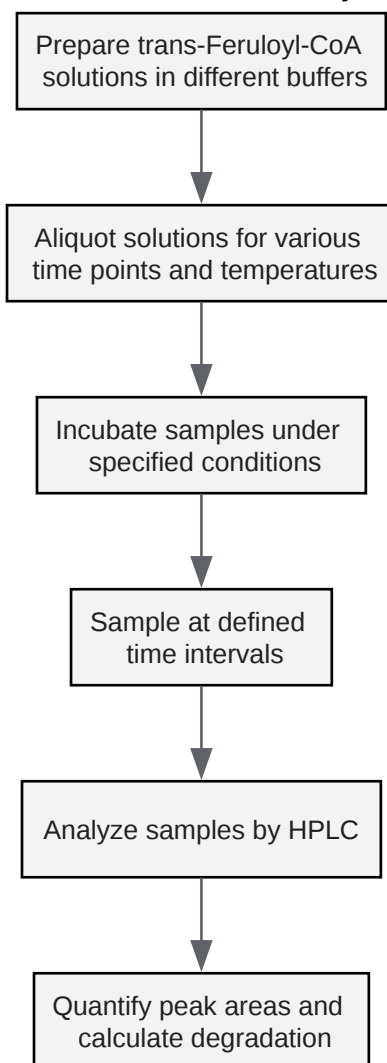 Prepare trans-Feruloyl-CoA
solutions in different buffers
Aliquot solutions for various
time points and temperatures
Incubate samples under
specified conditions
Sample at defined
time intervals
Analyze samples by HPLC
Quantify peak areas and
calculate degradation